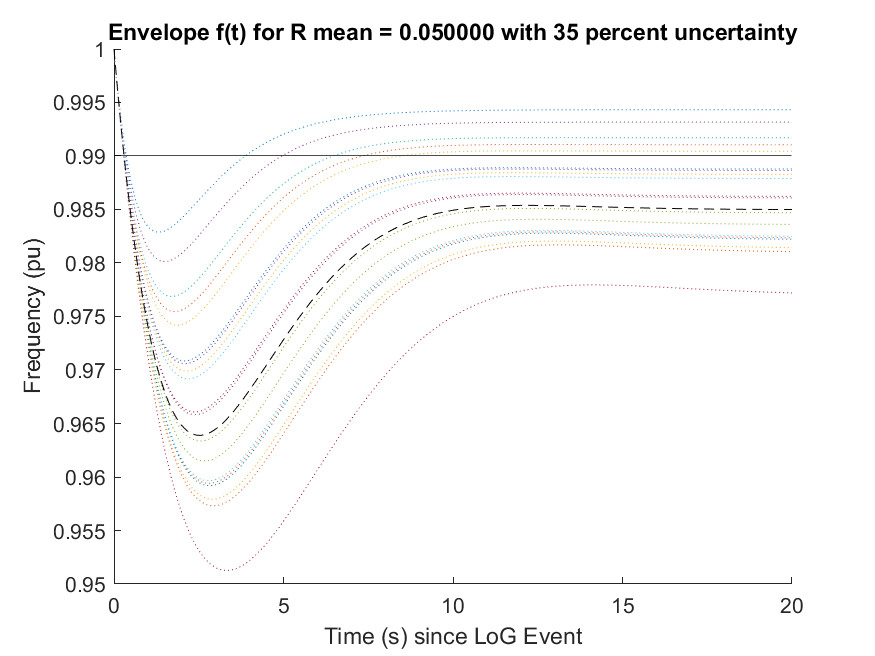 Envelope f(t) for R mean = 0.050000 with 35 percent uncertainty
1
0.995
0.99
0.985
0.98
0.975
0.97
0.965
0.96
0.955
0.95
Frequency (pu)
0 5 10 15 20
Time (s) since LoG Event